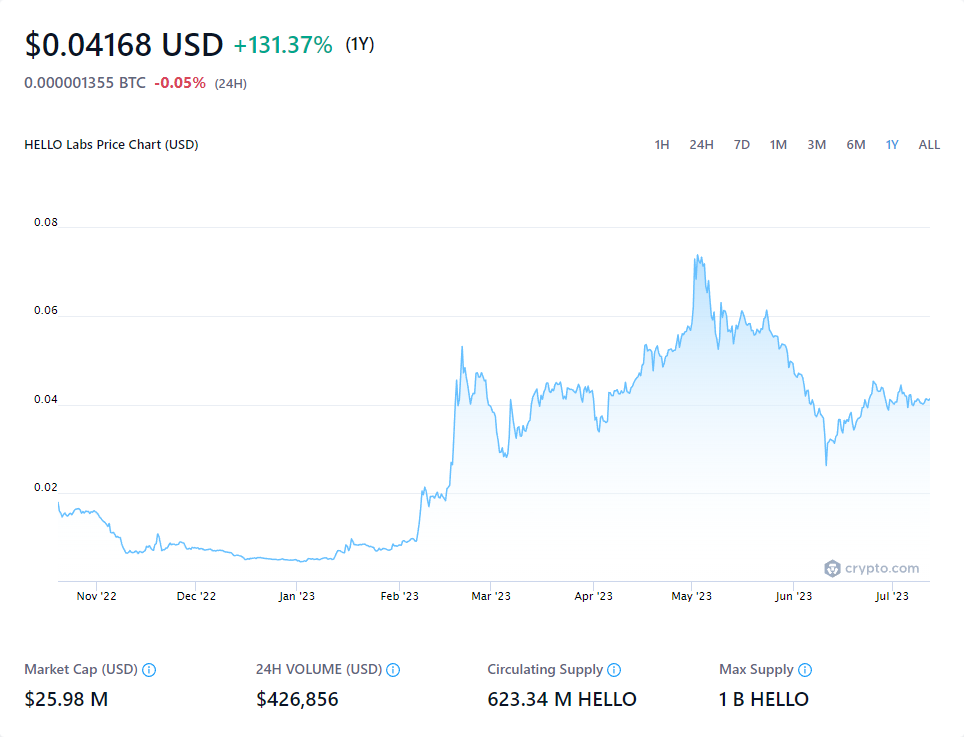 $0.04168 USD +131.37% (1Y)
0.000001355 BTC -0.05% (24H)
HELLO Labs Price Chart (USD)
1H 24H 7D 1M 3M 6M 1Y ALL
0.08
0.06
0.04
0.02
crypto.com
Nov '22 Dec '22 Jan '23 Feb '23 Mar '23 Apr '23 May '23 Jun '23 Jul '23
Market Cap (USD) 24H VOLUME (USD) Circulating Supply Max Supply
$25.98 M $426,856 623.34 M HELLO 1 B HELLO